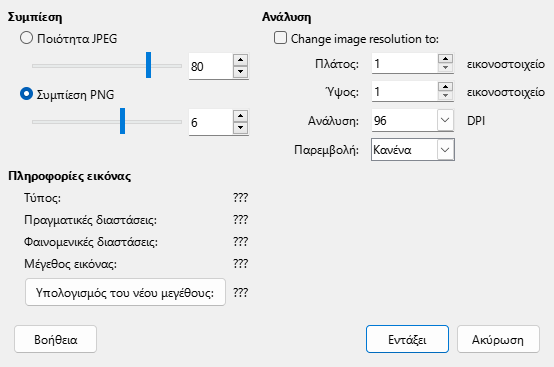 Συμπίεση
Ποιότητα JPEG
80
Συμπίεση PNG
6
Ανάλυση
Change image resolution to:
Πλάτος: 1 εικονοστοιχείο
Ύψος: 1 εικονοστοιχείο
Ανάλυση: 96 DPI
Παρεμβολή: Κανένα
Πληροφορίες εικόνας
Τύπος: ???
Πραγματικές διαστάσεις: ???
Φαινομενικές διαστάσεις: ???
Μέγεθος εικόνας: ???
Υπολογισμός του νέου μεγέθους: ???
Βοήθεια Εντάξει Ακύρωση